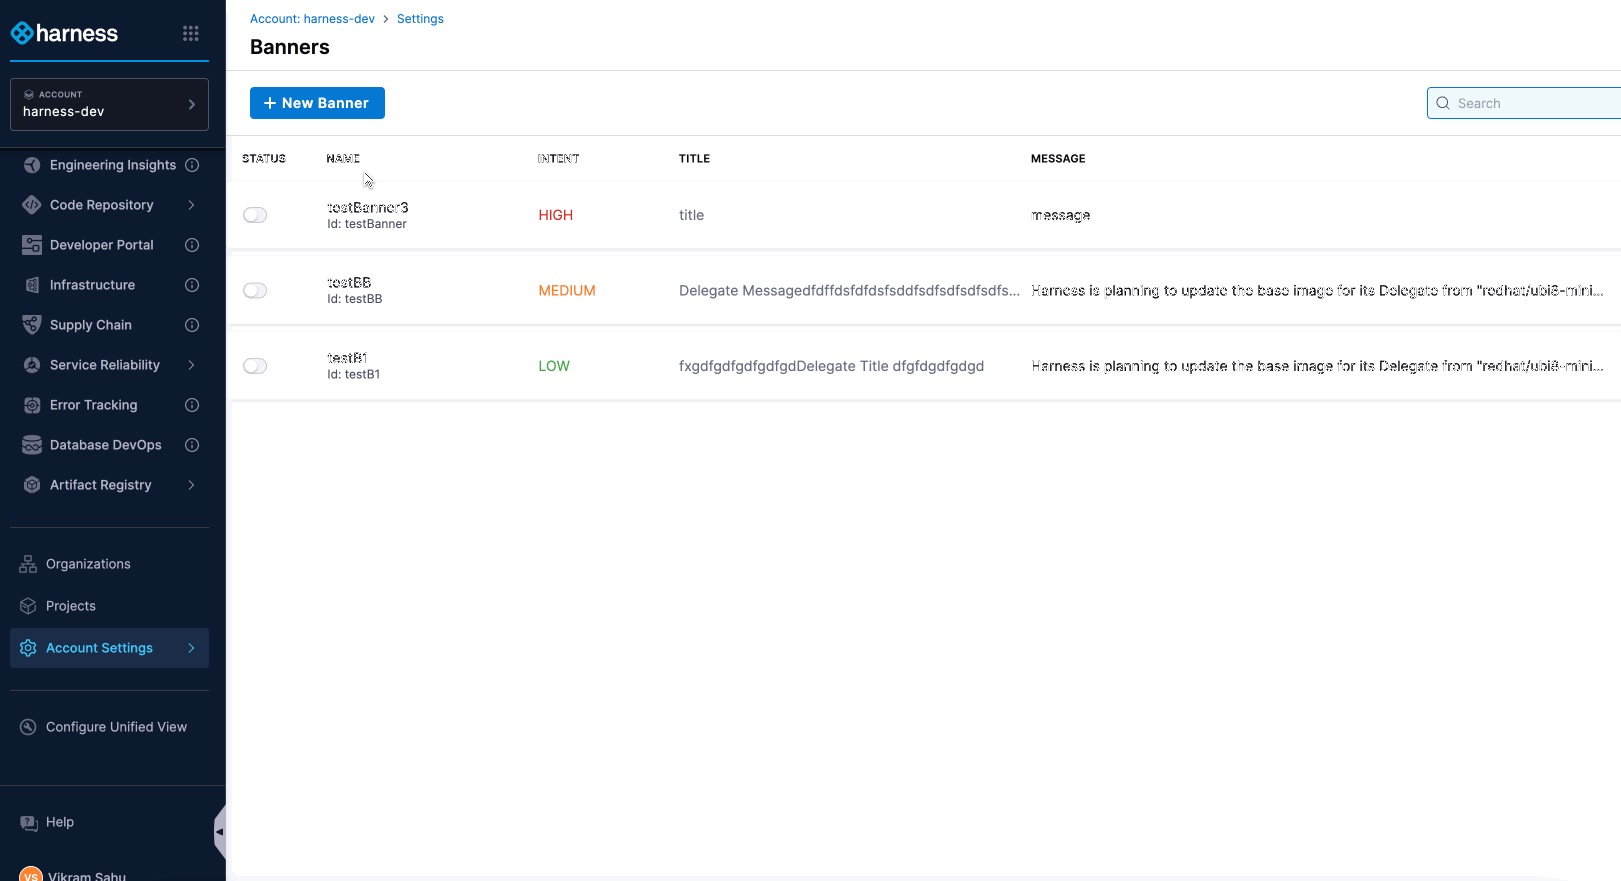 harness
ACCOUNT
harness-dev
Engineering Insights
Code Repository
Developer Portal
Infrastructure
Supply Chain
Service Reliability
Error Tracking
Database DevOps
Artifact Registry
Organizations
Projects
Account Settings
Configure Unified View
Help
VS Vikram Sahu
Account: harness-dev > Settings
Banners
+ New Banner
Search
STATUS NAME INTENT TITLE MESSAGE
testBanner3
Id: testBanner
HIGH title message
testBB
Id: testBB
MEDIUM Delegate Messagedfdffdsfdfdsfsddfsdfsdfsdfsdfs... Harness is planning to update the base image for its Delegate from "redhat/ubi8-mini...
testB1
Id: testB1
LOW fxgdfgdfgdfgdfgdDelegate Title dfgfdgdfgdgd Harness is planning to update the base image for its Delegate from "redhat/ubi8-mini...